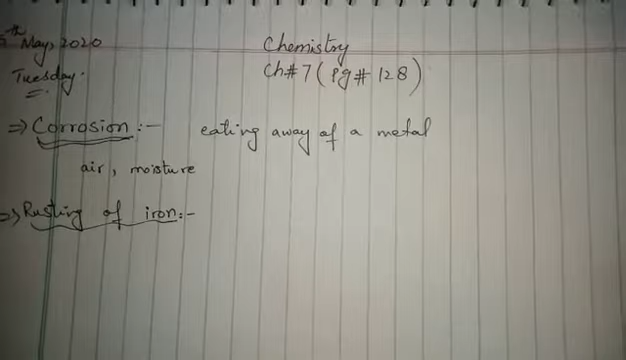 5th May, 2020
Chemistry
Tuesday.
Ch#7 (Pg# 128)
=> Corrosion :- eating away of a metal
air, moisture
=> Rusting of iron :-